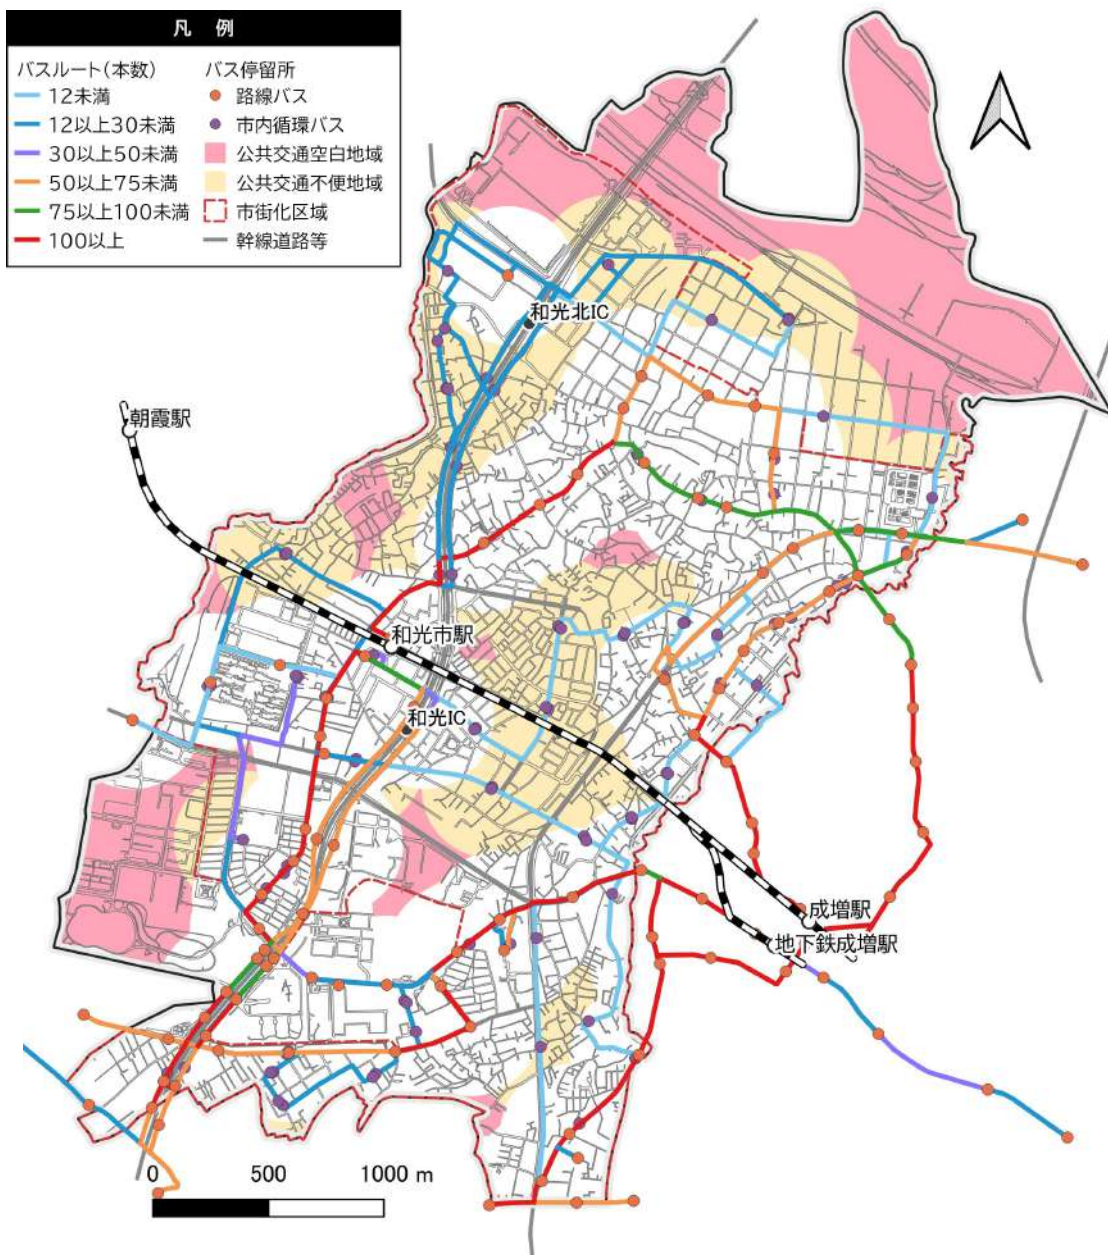 凡 例
バスルート(本数)
12未満
12以上30未満
30以上50未満
50以上75未満
75以上100未満
100以上
バス停留所
路線バス
市内循環バス
公共交通空白地域
公共交通不便地域
市街化区域
幹線道路等
和光北IC
朝霞駅
和光市駅
和光IC
成増駅
地下鉄成増駅
0 500 1000 m